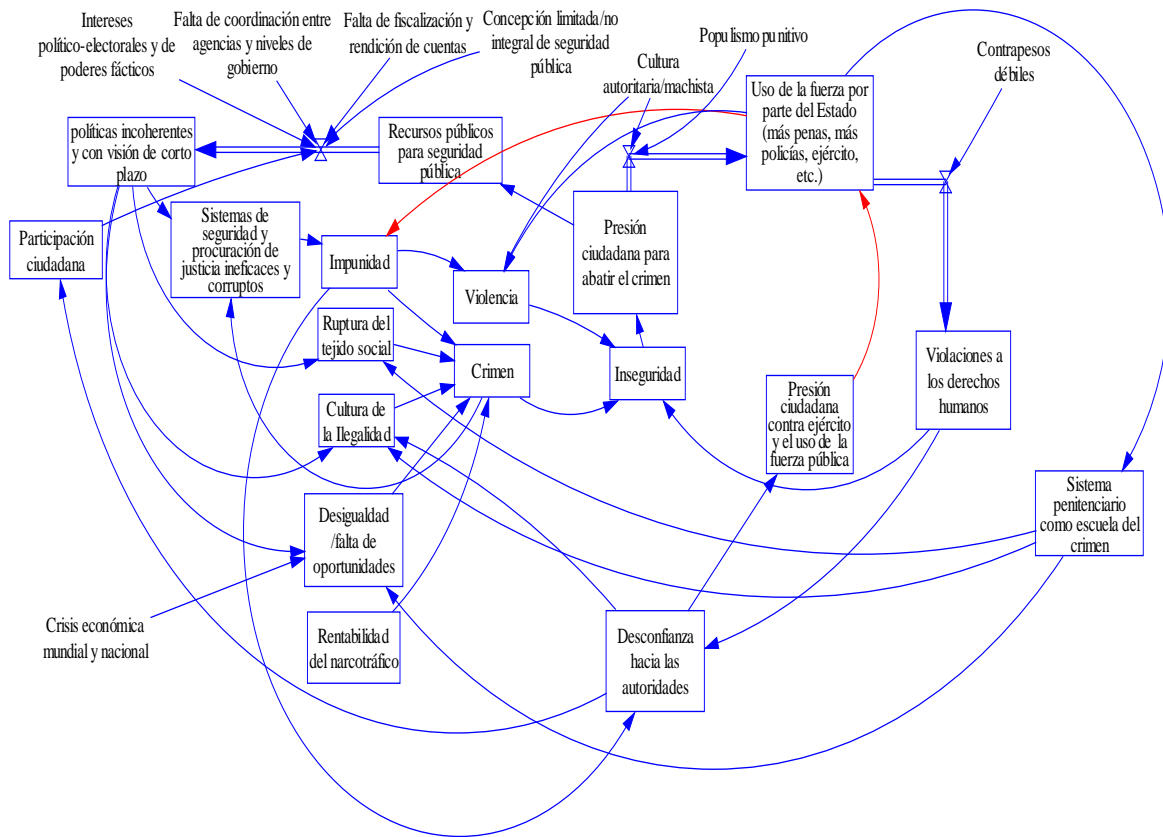 Intereses
político-electorales y de
poderes fácticos
Falta de coordinación entre
agencias y niveles de
gobierno
Falta de fiscalización y
rendición de cuentas
Concepción limitada/no
integral de seguridad
pública
Populismo punitivo
Cultura
autoritaria/machista
Uso de la fuerza por
parte del Estado
(más penas, más
policías, ejército,
etc.)
Contrapesos
débiles
políticas incoherentes
y con visión de corto
plazo
Recursos públicos
para seguridad
pública
Participación
ciudadana
Sistemas de
seguridad y
procuración de
justicia ineficaces y
corruptos
Impunidad
Violencia
Presión
ciudadana para
abatir el crimen
Ruptura del
tejido social
Crimen
Inseguridad
Violaciones a
los derechos
humanos
Presión
ciudadana
contra ejército
y el uso de la
fuerza pública
Cultura de
la Ilegalidad
Sistema
penitenciario
como escuela del
crimen
Desigualdad
/falta de
oportunidades
Crisis económica
mundial y nacional
Rentabilidad
del narcotráfico
Desconfianza
hacia las
autoridades